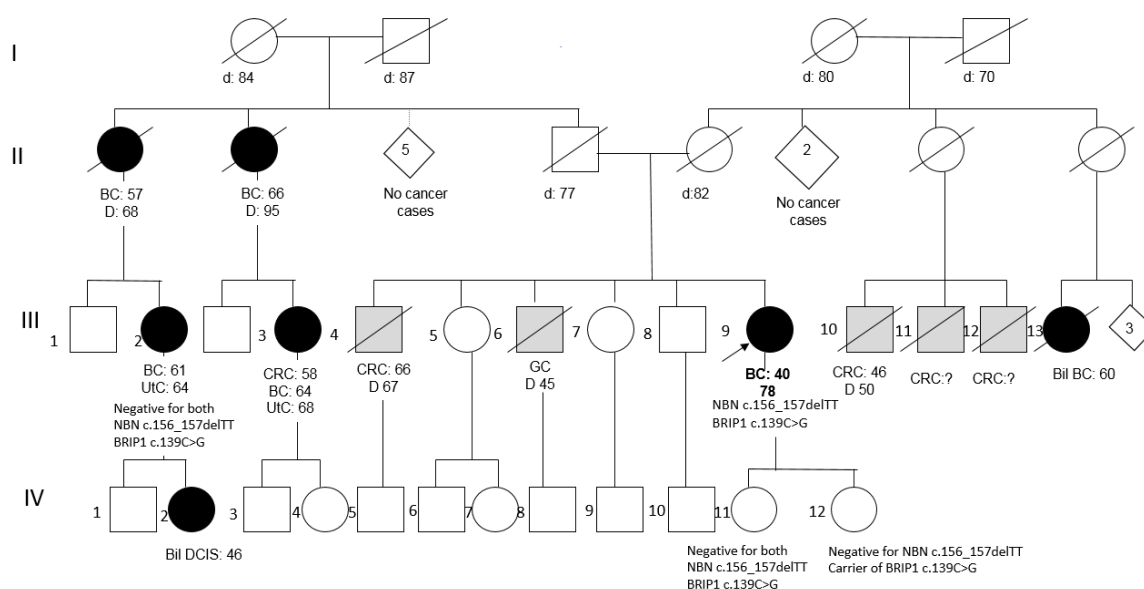 I
d: 84
d: 87
d: 80
d: 70
II
5
2
BC: 57
D: 68
BC: 66
D: 95
No cancer
cases
d: 77
d:82
No cancer
cases
III
1
2
3
4
5
6
7
8
9
10
11
12
13
3
BC: 61
UtC: 64
Negative for both
NBN c.156_157delTT
BRIP1 c.139C>G
CRC: 58
BC: 64
UtC: 68
CRC: 66
D 67
GC
D 45
BC: 40
78
NBN c.156_157delTT
BRIP1 c.139C>G
CRC: 46
D 50
CRC:?
CRC:?
Bil BC: 60
IV
1
2
3
4
5
6
7
8
9
10
11
12
Bil DCIS: 46
Negative for both
NBN c.156_157delTT
BRIP1 c.139C>G
Negative for NBN c.156_157delTT
Carrier of BRIP1 c.139C>G